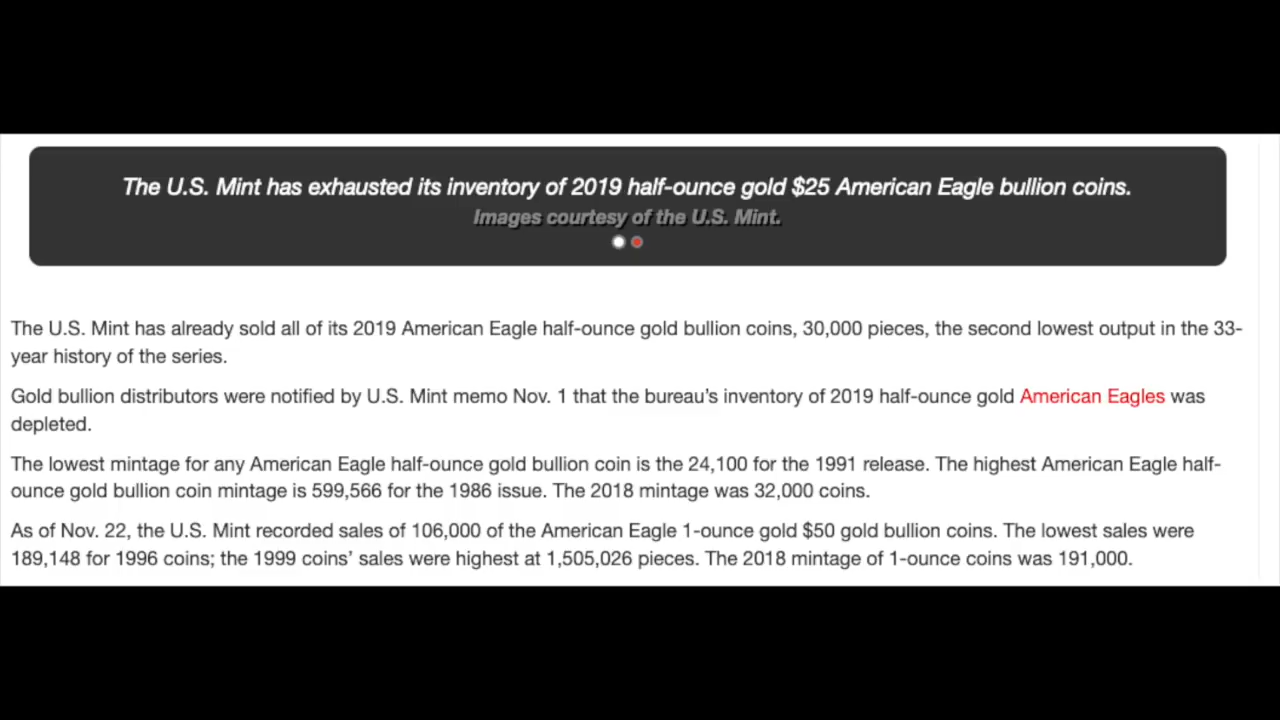 The U.S. Mint has exhausted its inventory of 2019 half-ounce gold $25 American Eagle bullion coins.
Images courtesy of the U.S. Mint.
The U.S. Mint has already sold all of its 2019 American Eagle half-ounce gold bullion coins, 30,000 pieces, the second lowest output in the 33-
year history of the series.
Gold bullion distributors were notified by U.S. Mint memo Nov. 1 that the bureau's inventory of 2019 half-ounce gold American Eagles was
depleted.
The lowest mintage for any American Eagle half-ounce gold bullion coin is the 24,100 for the 1991 release. The highest American Eagle half-
ounce gold bullion coin mintage is 599,566 for the 1986 issue. The 2018 mintage was 32,000 coins.
As of Nov. 22, the U.S. Mint recorded sales of 106,000 of the American Eagle 1-ounce gold $50 gold bullion coins. The lowest sales were
189,148 for 1996 coins; the 1999 coins' sales were highest at 1,505,026 pieces. The 2018 mintage of 1-ounce coins was 191,000.